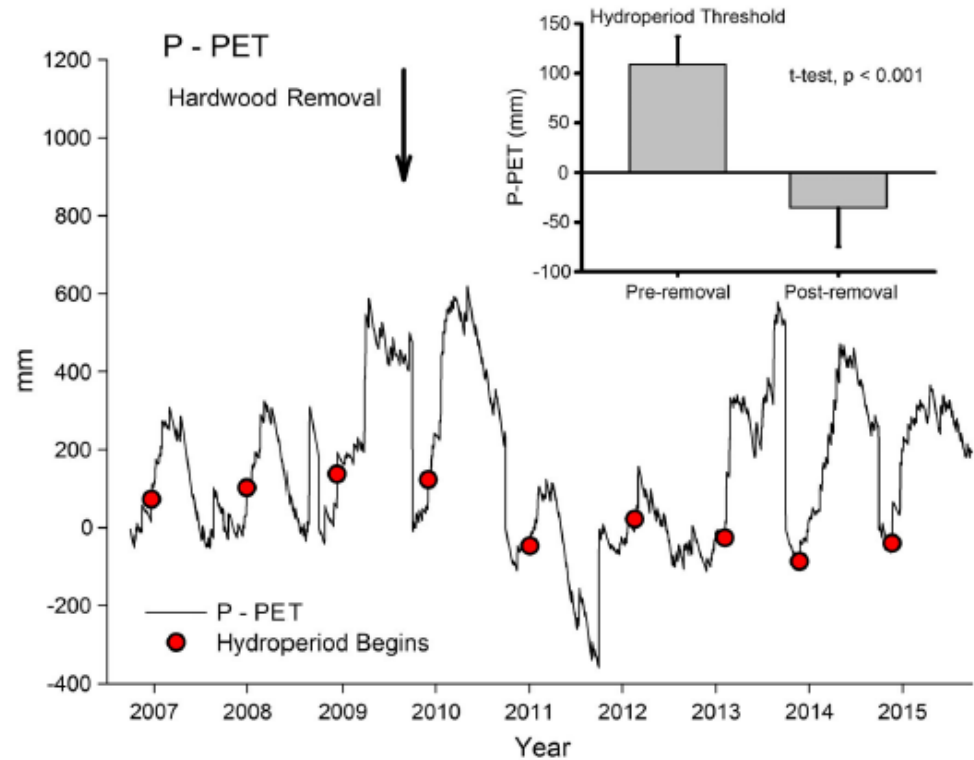 P - PET
Hardwood Removal
1200
1000
800
600
400
200
0
-200
-400
mm
2007 2008 2009 2010 2011 2012 2013 2014 2015
Year
P - PET
Hydroperiod Begins
Hydroperiod Threshold
t-test, p < 0.001
150
100
50
0
-50
-100
P-PET (mm)
Pre-removal Post-removal